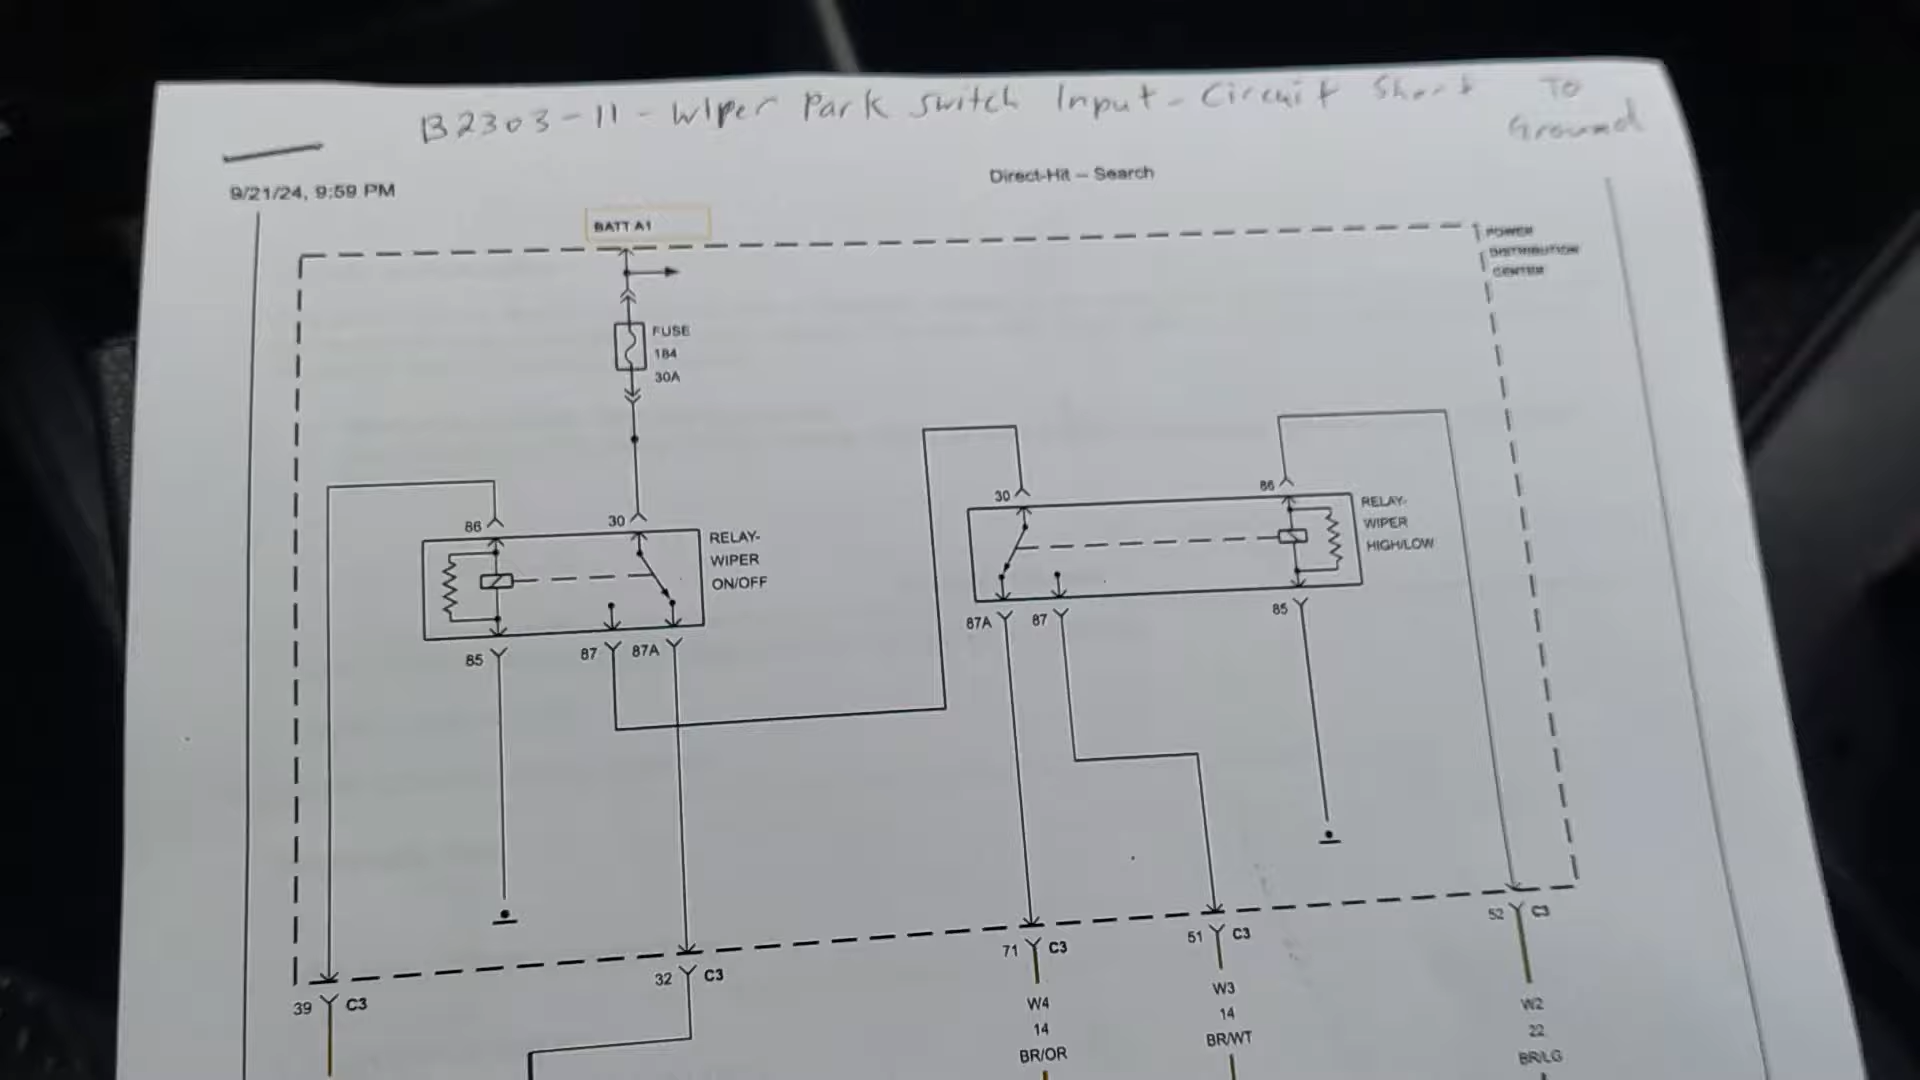 B2303-11 - Wiper Park Switch Input - Circuit Short To
Ground
9/21/24, 9:59 PM
Direct-Hit – Search
BATT A1
POWER
DISTRIBUTION
CENTER
FUSE
184
30A
86
30
RELAY-
WIPER
ON/OFF
85
87
87A
30
86
RELAY-
WIPER
HIGH/LOW
87A
87
85
39
C3
32
C3
71
C3
51
C3
52
C3
W4
14
BR/OR
W3
14
BR/WT
W2
22
BR/LG